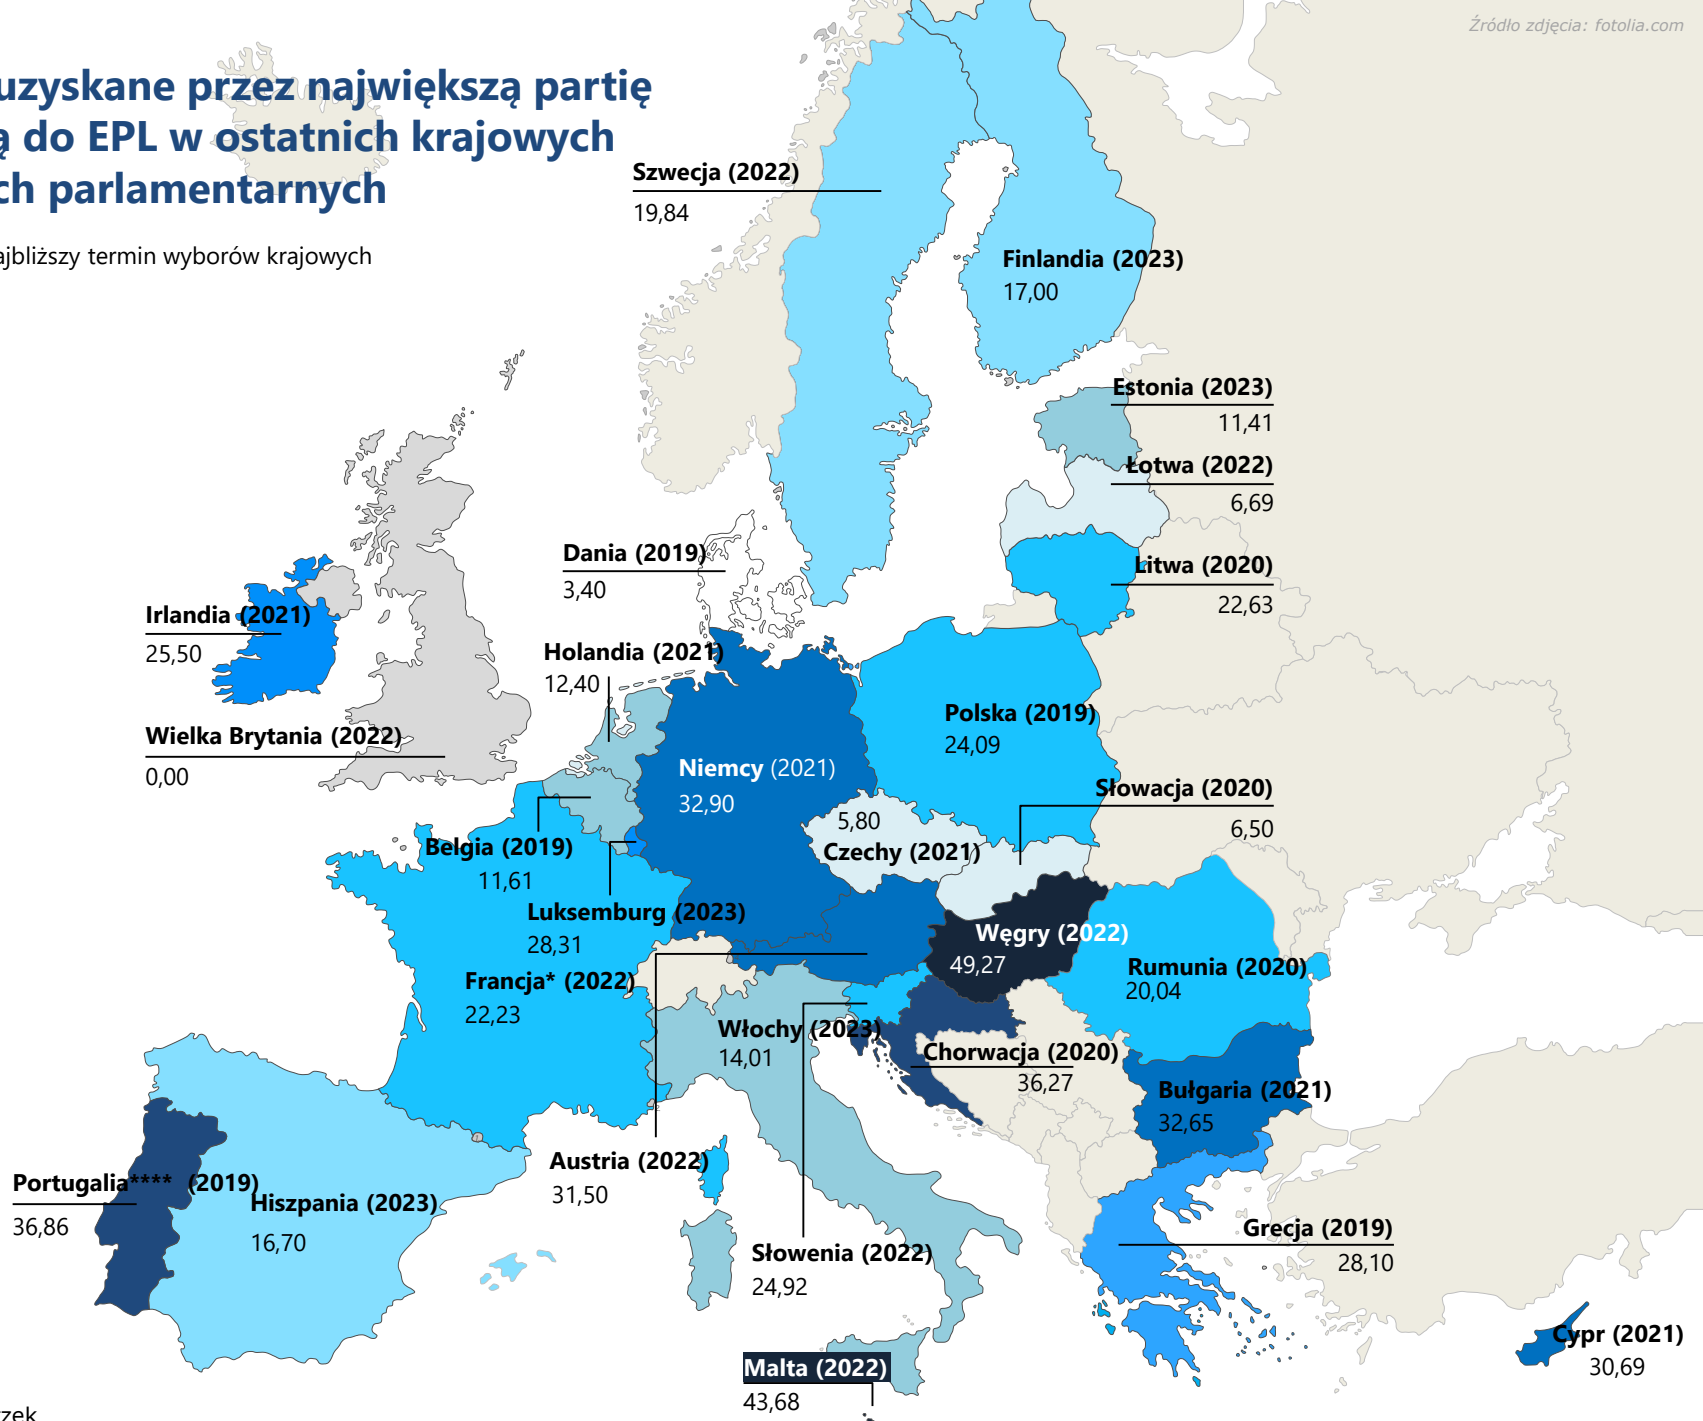 Źródło zdjęcia: fotolia.com
uzyskane przez największą partię
do EPL w ostatnich krajowych
parlamentarnych
termin wyborów krajowych
Szwecja (2022)
19,84
Finlandia (2023)
17,00
Estonia (2023)
11,41
Łotwa (2022)
6,69
Dania (2019)
3,40
Litwa (2020)
22,63
Irlandia (2021)
25,50
Holandia (2021)
12,40
Wielka Brytania (2022)
0,00
Polska (2019)
24,09
Niemcy (2021)
32,90
Słowacja (2020)
6,50
5,80
Czechy (2021)
Belgia (2019)
11,61
Luksemburg (2023)
28,31
Węgry (2022)
49,27
Francja* (2022)
22,23
Rumunia (2020)
20,04
Włochy (2023)
14,01
Chorwacja (2020)
36,27
Bułgaria (2021)
32,65
Austria (2022)
31,50
Portugalia**** (2019)
36,86
Hiszpania (2023)
16,70
Słowenia (2022)
24,92
Grecja (2019)
28,10
Cypr (2021)
30,69
Malta (2022)
43,68